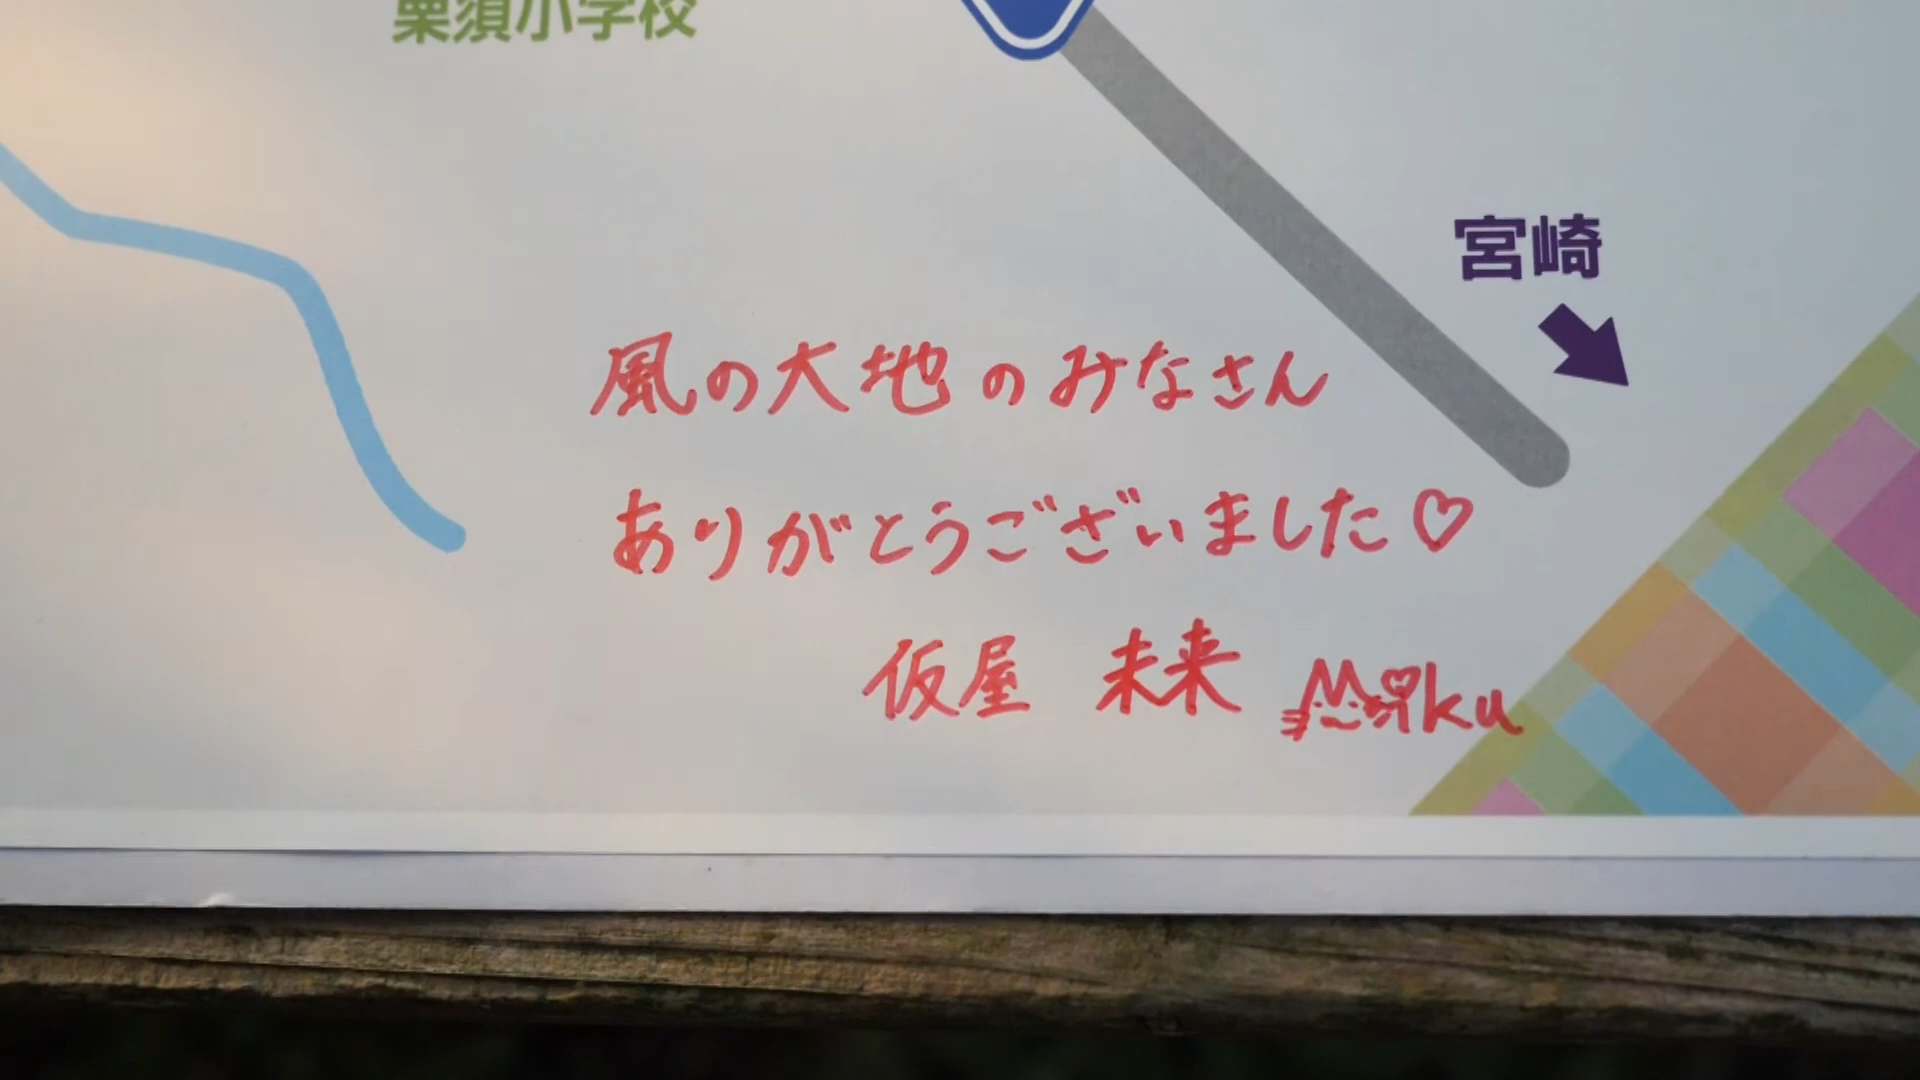 栗須小学校
宮崎
風の大地のみなさん
ありがとうございました♡
仮屋 未来 Miku